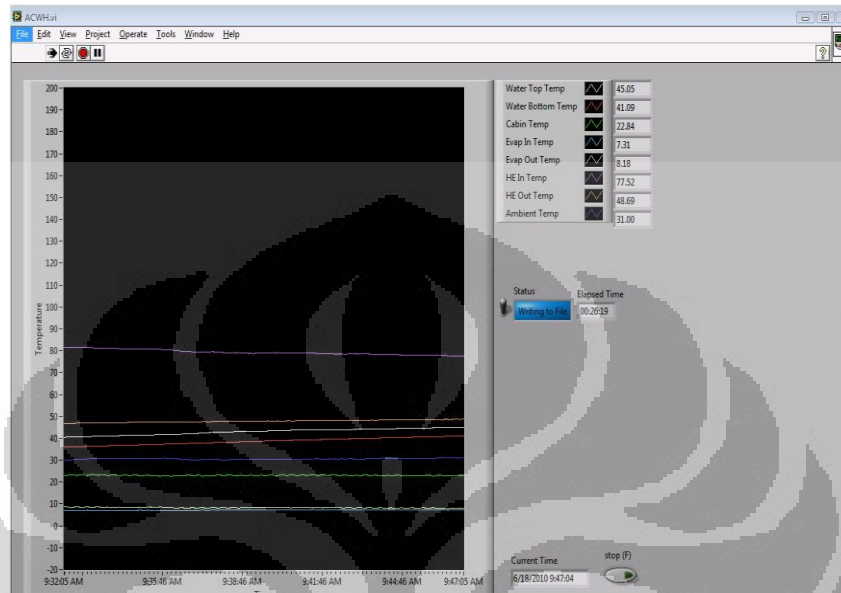 ACWH.vi
File Edit View Project Operate Tools Window Help
200
190
180
170
160
150
140
130
120
110
100
90
80
70
60
50
40
30
20
10
0
-10
-20
Temperature
9:32:05 AM 9:35:46 AM 9:38:46 AM 9:41:46 AM 9:44:46 AM 9:47:05 AM
Water Top Temp 45.05
Water Bottom Temp 41.09
Cabin Temp 22.84
Evap In Temp 7.31
Evap Out Temp 8.18
HE In Temp 77.52
HE Out Temp 48.69
Ambient Temp 31.00
Status Elapsed Time
Writing to File 00:26:19
Current Time stop (F)
6/18/2010 9:47:04